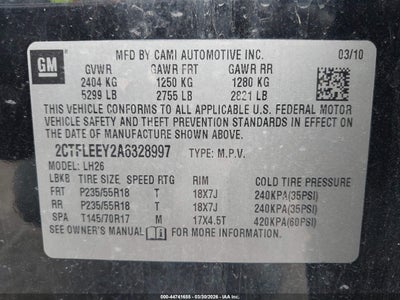 GM
MFD BY CAMI AUTOMOTIVE INC. 03/10
GVWR GAWR FRT GAWR RR
2404 KG 1250 KG 1280 KG
5299 LB 2755 LB 2821 LB
THIS VEHICLE CONFORMS TO ALL APPLICABLE U.S. FEDERAL MOTOR
VEHICLE SAFETY AND THEFT PREVENTION STANDARDS IN EFFECT ON
THE DATE OF MANUFACTURE SHOWN ABOVE.
2CTFLEEY2A6328997 TYPE: M.P.V.
MODEL: LH26
LBKB TIRE SIZE SPEED RTG RIM COLD TIRE PRESSURE
FRT P235/55R18 T 18X7J 240KPA(35PSI)
RR P235/55R18 T 18X7J 240KPA(35PSI)
SPA T145/70R17 M 17X4.5T 420KPA(60PSI)
SEE OWNER'S MANUAL FOR MORE INFORMATION.
000-44741655 - 03/30/2026 - IAA